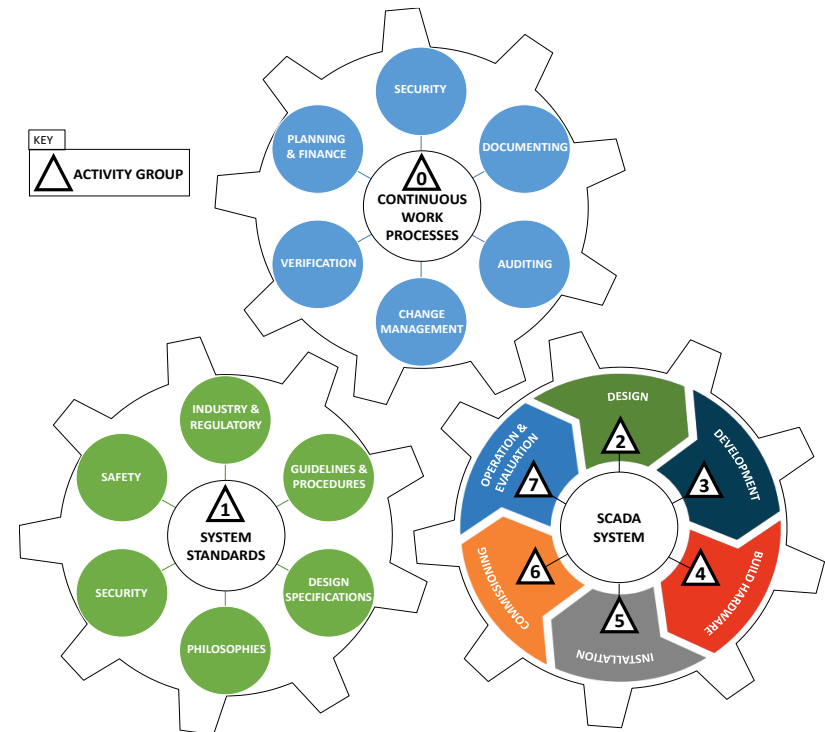 KEY
ACTIVITY GROUP
SECURITY
PLANNING
& FINANCE
DOCUMENTING
0
CONTINUOUS
WORK
PROCESSES
VERIFICATION
AUDITING
CHANGE
MANAGEMENT
INDUSTRY &
REGULATORY
SAFETY
GUIDELINES &
PROCEDURES
1
SYSTEM
STANDARDS
SECURITY
DESIGN
SPECIFICATIONS
PHILOSOPHIES
DESIGN
2
DEVELOPMENT
3
BUILD HARDWARE
4
INSTALLATION
5
COMMISSIONING
6
OPERATION &
EVALUATION
7
SCADA
SYSTEM